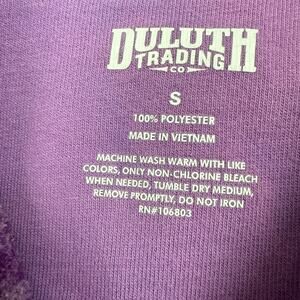 DULUTH
TRADING
CO
S
100% POLYESTER
MADE IN VIETNAM
MACHINE WASH WARM WITH LIKE
COLORS, ONLY NON-CHLORINE BLEACH
WHEN NEEDED, TUMBLE DRY MEDIUM,
REMOVE PROMPTLY, DO NOT IRON
RN#106803